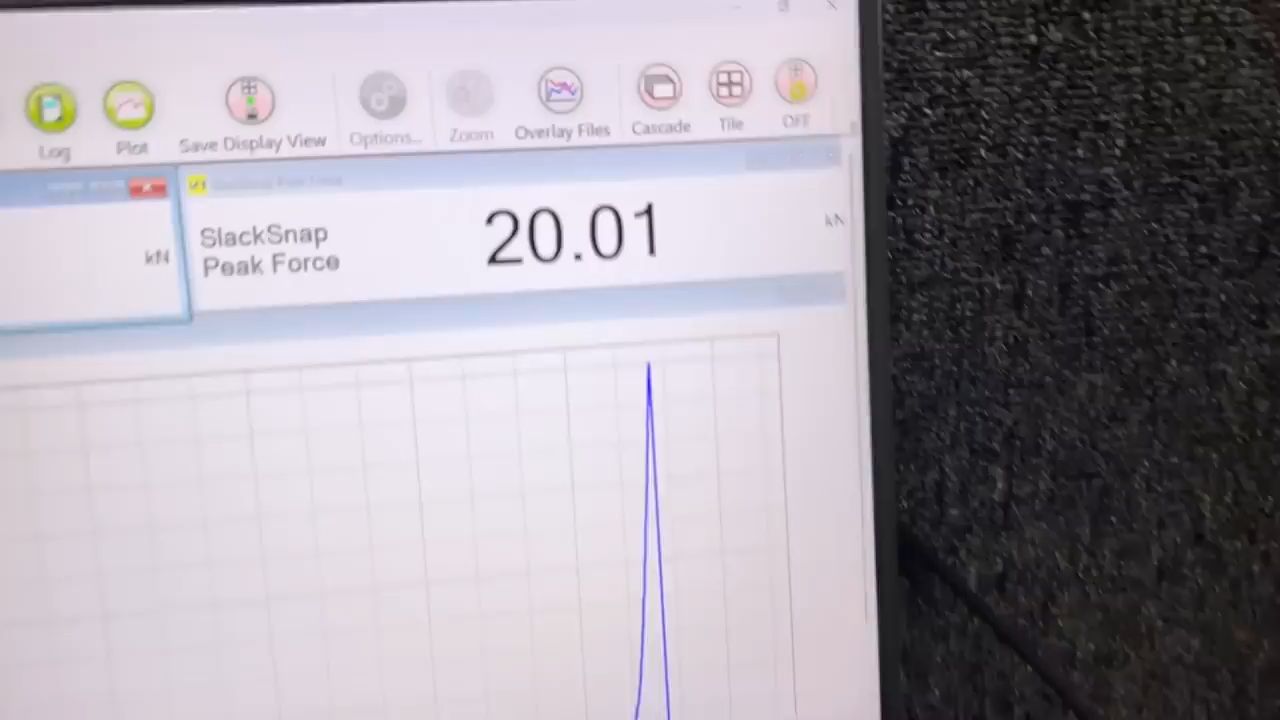 Log
Plot
Save Display View
Options...
Zoom
Overlay Files
Cascade
Tile
OFF
kN
SlackSnap
Peak Force
20.01
kN